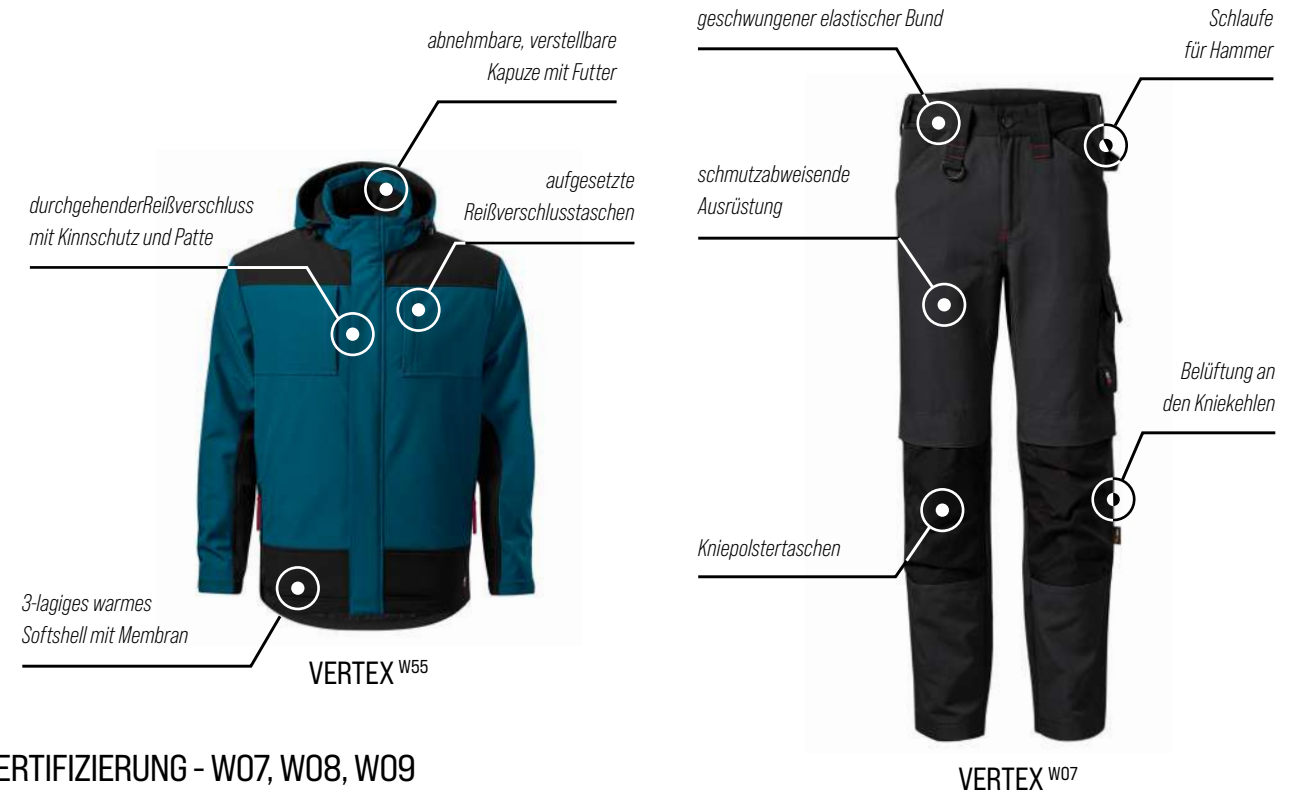 abnehmbare, verstellbare
Kapuze mit Futter
durchgehenderReißverschluss
mit Kinnschutz und Patte
aufgesetzte
Reißverschlusstaschen
3-lagiges warmes
Softshell mit Membran
VERTEX W55
geschwungener elastischer Bund
Schlaufe
für Hammer
schmutzabweisende
Ausrüstung
Belüftung an
den Kniekehlen
Kniepolstertaschen
VERTEX W07
ERTIFIZIERUNG - W07, W08, W09